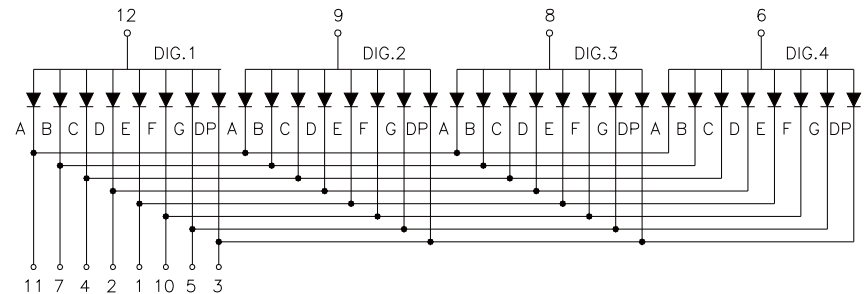 12 9 8 6
DIG.1 DIG.2 DIG.3 DIG.4
A B C D E F G DP A B C D E F G DP A B C D E F G DP A B C D E F G DP
11 7 4 2 1 10 5 3